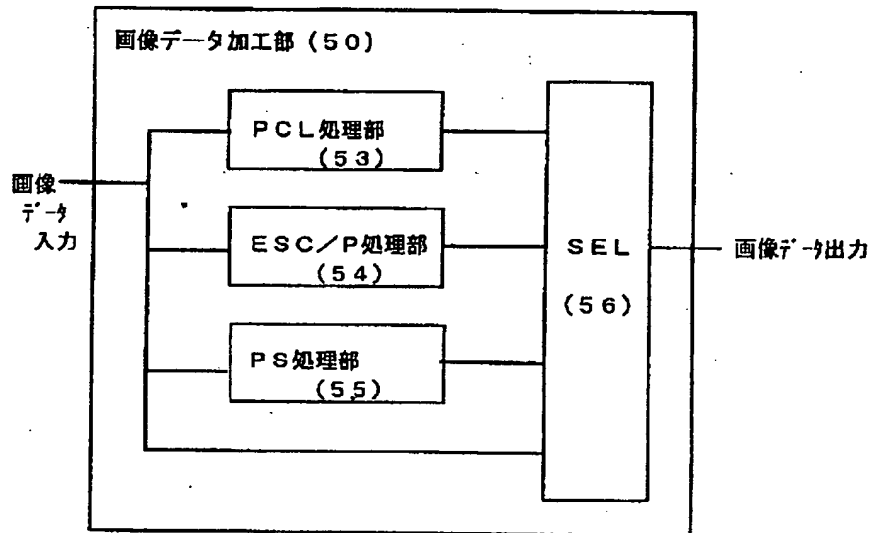 画像データ加工部（５０）
ＰＣＬ処理部
（５３）
画像
ﾃﾞｰﾀ
入力
ＥＳＣ／Ｐ処理部
（５４）
ＳＥＬ
（５６）
画像ﾃﾞｰﾀ出力
ＰＳ処理部
（５５）